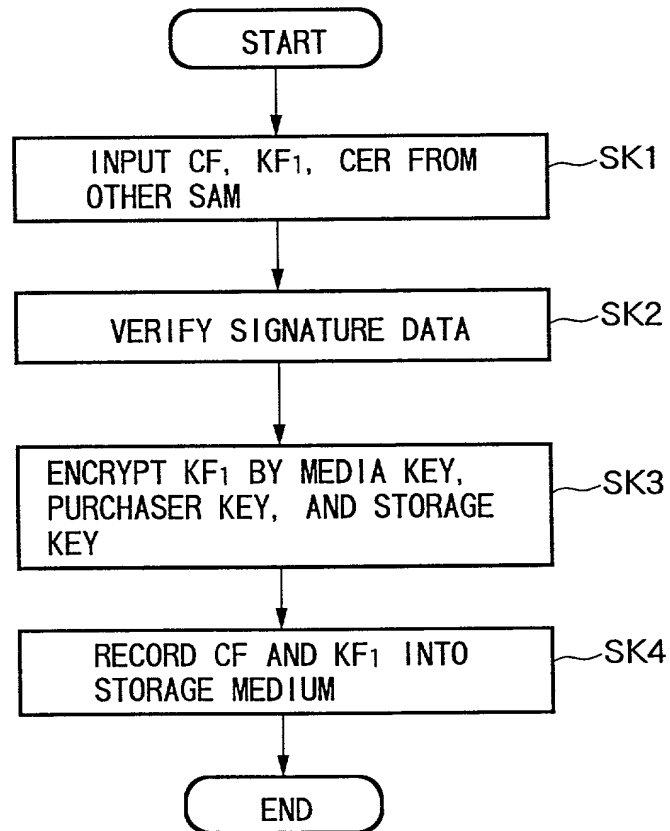 START
INPUT CF, KF₁, CER FROM
OTHER SAM
SK1
VERIFY SIGNATURE DATA
SK2
ENCRYPT KF₁ BY MEDIA KEY,
PURCHASER KEY, AND STORAGE
KEY
SK3
RECORD CF AND KF₁ INTO
STORAGE MEDIUM
SK4
END